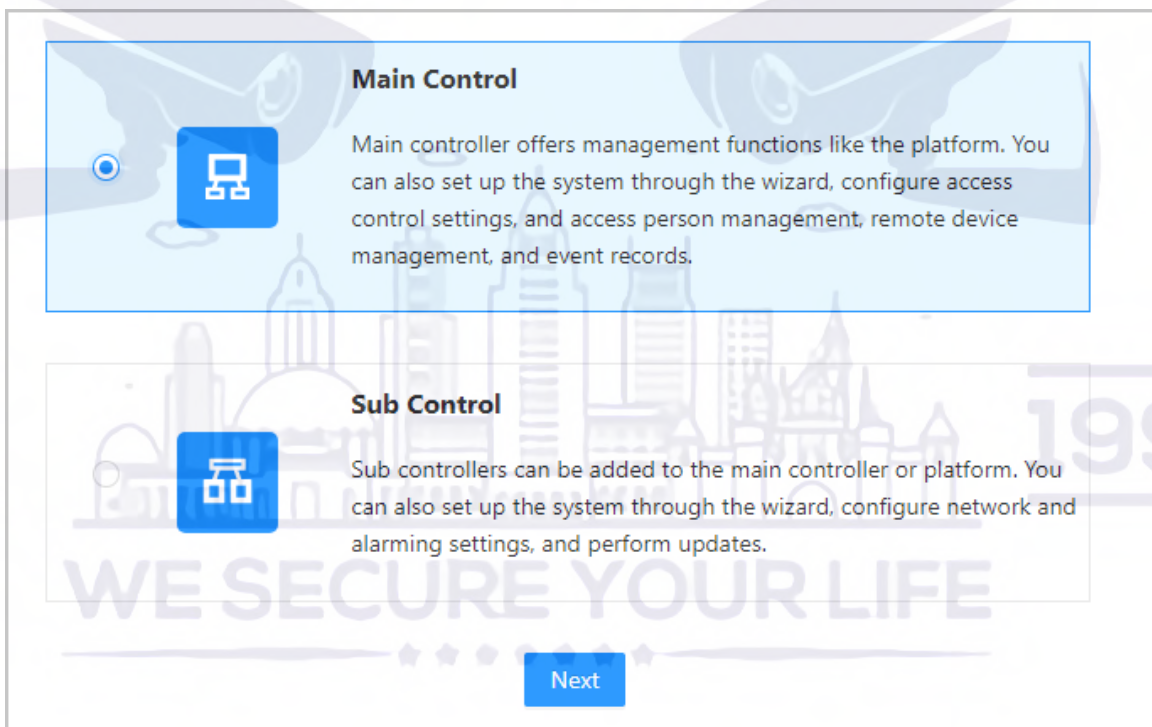 Main Control
Main controller offers management functions like the platform. You
can also set up the system through the wizard, configure access
control settings, and access person management, remote device
management, and event records.
Sub Control
Sub controllers can be added to the main controller or platform. You
can also set up the system through the wizard, configure network and
alarming settings, and perform updates.
WE SECURE YOUR LIFE
Next